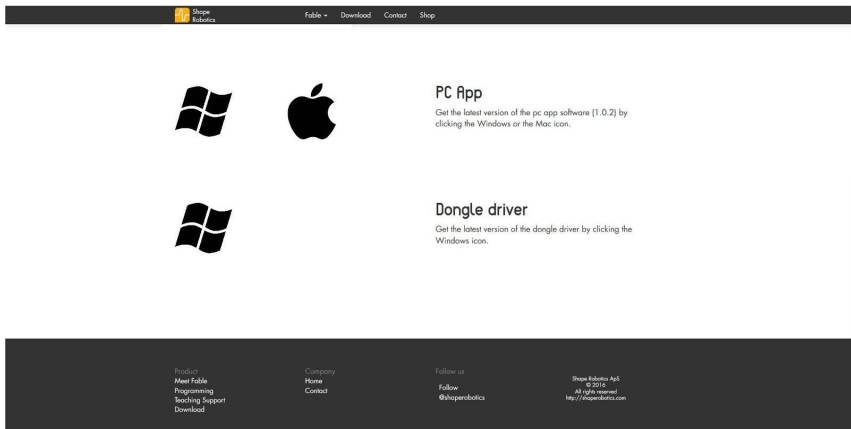 Shape
Robotics
Fable
Download
Contact
Shop
PC App
Get the latest version of the pc app software (1.0.2) by
clicking the Windows or the Mac icon.
Dongle driver
Get the latest version of the dongle driver by clicking the
Windows icon.
Product
Meet Fable
Programming
Teaching Support
Download
Company
Home
Contact
Follow us
Follow
@shaperobotics
Shape Robotics ApS
© 2016
All rights reserved
http://shaperobotics.com